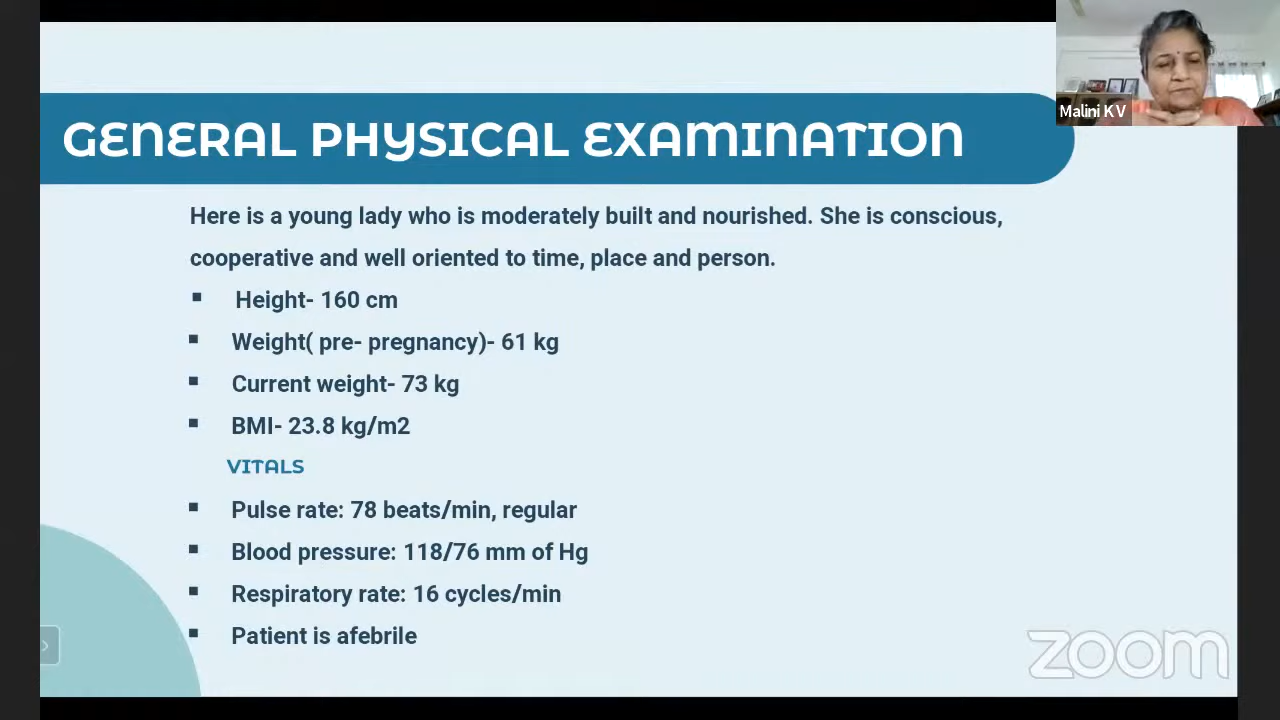 Malini K V
GENERAL PHYSICAL EXAMINATION
Here is a young lady who is moderately built and nourished. She is conscious,
cooperative and well oriented to time, place and person.
▪ Height- 160 cm
▪ Weight( pre- pregnancy)- 61 kg
▪ Current weight- 73 kg
▪ BMI- 23.8 kg/m2
VITALS
▪ Pulse rate: 78 beats/min, regular
▪ Blood pressure: 118/76 mm of Hg
▪ Respiratory rate: 16 cycles/min
▪ Patient is afebrile
zoom